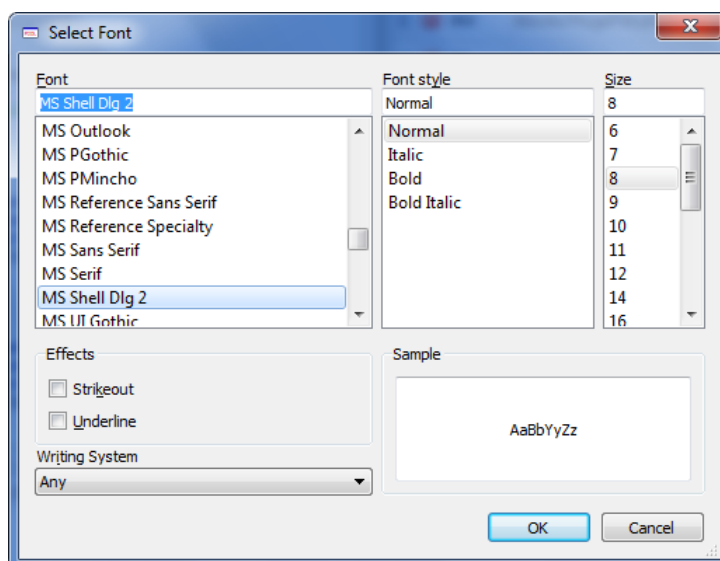 Select Font
Font
MS Shell Dlg 2
MS Outlook
MS PGothic
MS PMincho
MS Reference Sans Serif
MS Reference Specialty
MS Sans Serif
MS Serif
MS Shell Dlg 2
MS UI Gothic
Font style
Normal
Normal
Italic
Bold
Bold Italic
Size
8
6
7
8
9
10
11
12
14
16
Effects
Strikeout
Underline
Writing System
Any
Sample
AaBbYyZz
OK
Cancel